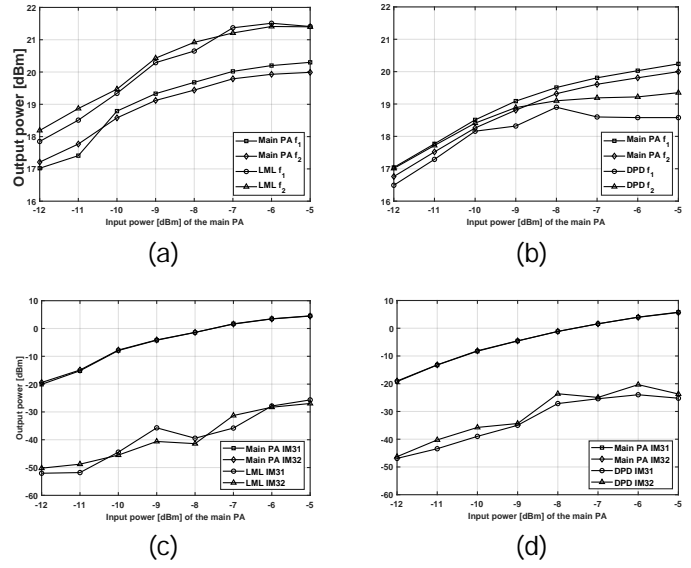 22
21
20
19
18
17
16
Output power [dBm]
Main PA f1
Main PA f2
LML f1
LML f2
-12 -11 -10 -9 -8 -7 -6 -5
Input power [dBm] of the main PA
(a)
22
21
20
19
18
17
16
Main PA f1
Main PA f2
DPD f1
DPD f2
-12 -11 -10 -9 -8 -7 -6 -5
Input power [dBm] of the main PA
(b)
10
0
-10
-20
-30
-40
-50
-60
Output power [dBm]
Main PA IM31
Main PA IM32
LML IM31
LML IM32
-12 -11 -10 -9 -8 -7 -6 -5
Input power [dBm] of the main PA
(c)
10
0
-10
-20
-30
-40
-50
-60
Main PA IM31
Main PA IM32
DPD IM31
DPD IM32
-12 -11 -10 -9 -8 -7 -6 -5
Input power [dBm] of the main PA
(d)